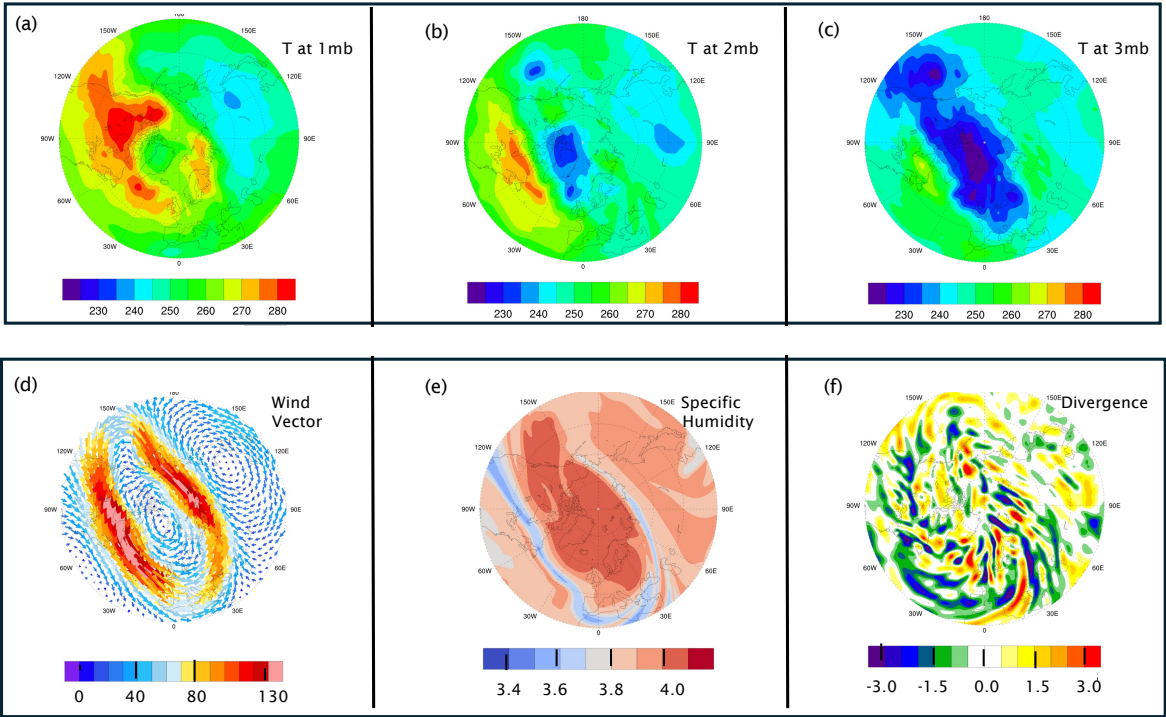 (a)
T at 1mb
180
150W 150E
120W 120E
90W 90E
60W 60E
30W 30E
0
230 240 250 260 270 280
(b)
T at 2mb
180
150W 150E
120W 120E
90W 90E
60W 60E
30W 30E
0
230 240 250 260 270 280
(c)
T at 3mb
180
150W 150E
120W 120E
90W 90E
60W 60E
30W 30E
0
230 240 250 260 270 280
(d)
Wind
Vector
180
150W 150E
120W 120E
90W 90E
60W 60E
30W 30E
0
0 40 80 130
(e)
Specific
Humidity
150W 150E
120W 120E
90W 90E
60W 60E
30W 30E
0
3.4 3.6 3.8 4.0
(f)
Divergence
150W 150E
120W 120E
90W 90E
60W 60E
30W 30E
0
-3.0 -1.5 0.0 1.5 3.0